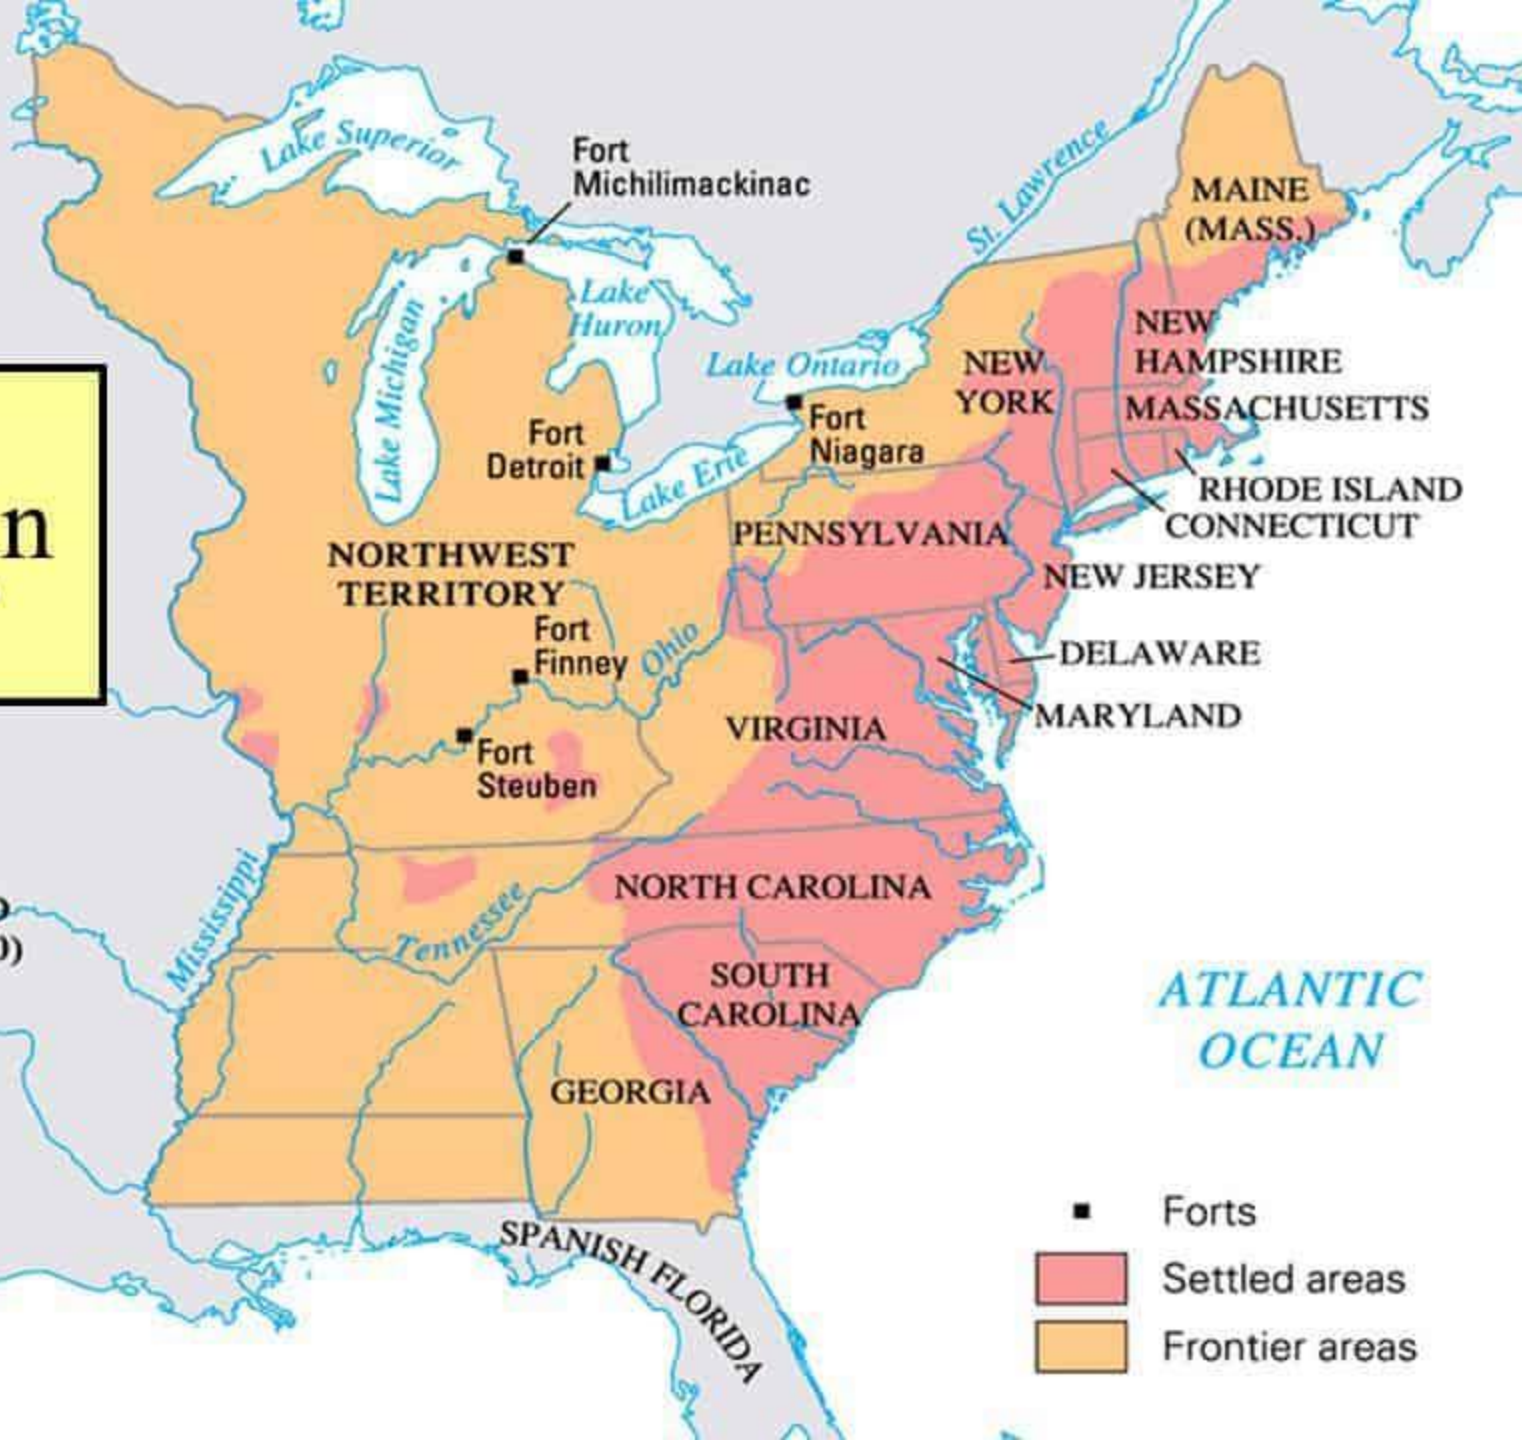 Lake Superior
Fort
Michilimackinac
St. Lawrence
MAINE
(MASS.)
Lake
Huron
Lake Michigan
Lake Ontario
NEW
YORK
NEW
HAMPSHIRE
MASSACHUSETTS
Fort
Niagara
Fort
Detroit
Lake Erie
RHODE ISLAND
CONNECTICUT
n
PENNSYLVANIA
NORTHWEST
TERRITORY
NEW JERSEY
Fort
Finney
Ohio
DELAWARE
MARYLAND
VIRGINIA
Fort
Steuben
Mississippi
NORTH CAROLINA
Tennessee
0)
SOUTH
CAROLINA
ATLANTIC
OCEAN
GEORGIA
SPANISH FLORIDA
Forts
Settled areas
Frontier areas